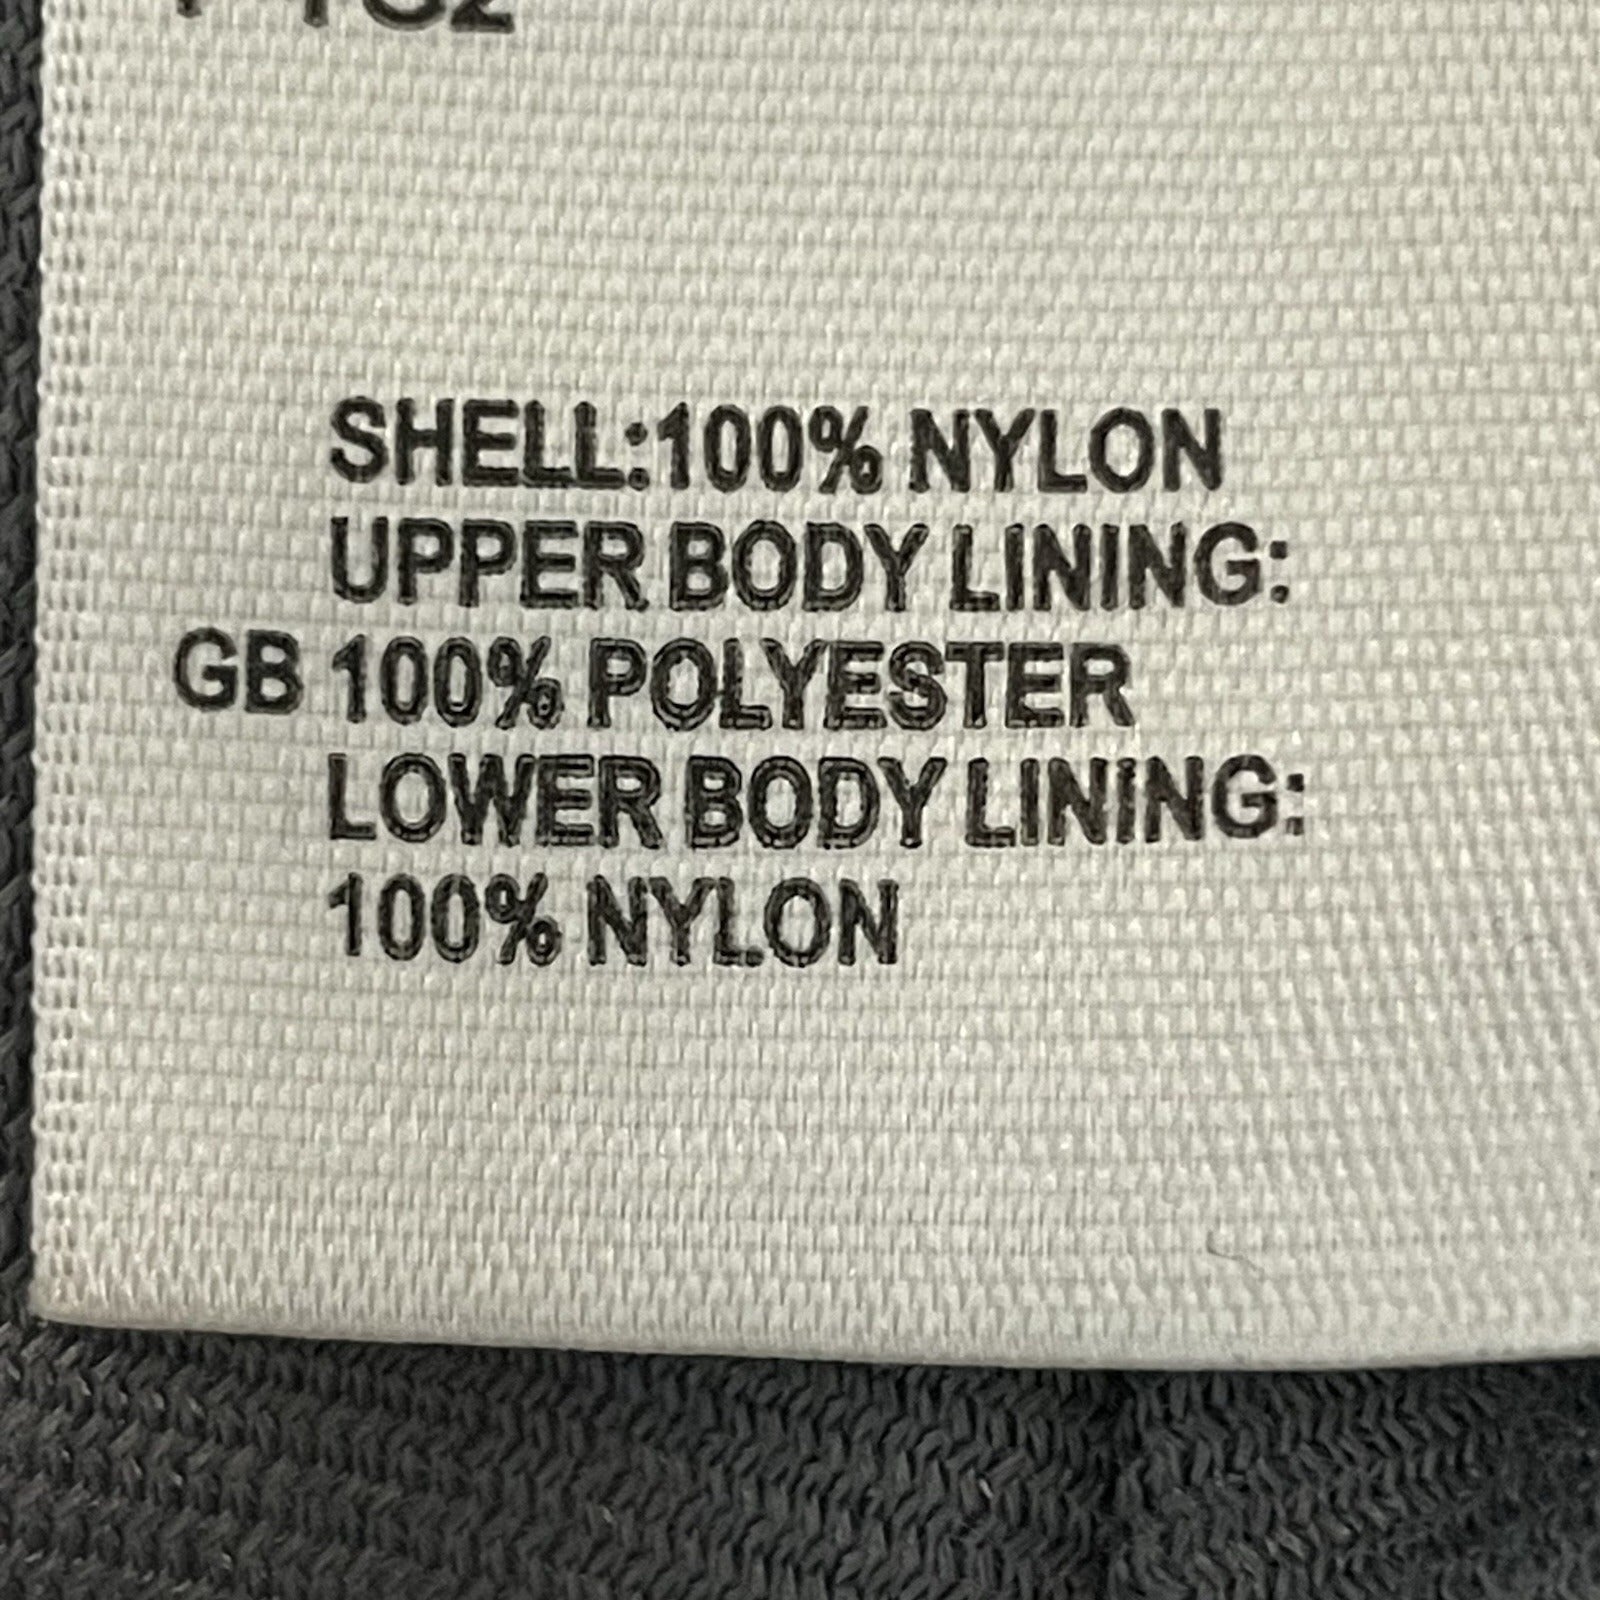 SHELL:100% NYLON
UPPER BODY LINING:
GB 100% POLYESTER
LOWER BODY LINING:
100% NYLON